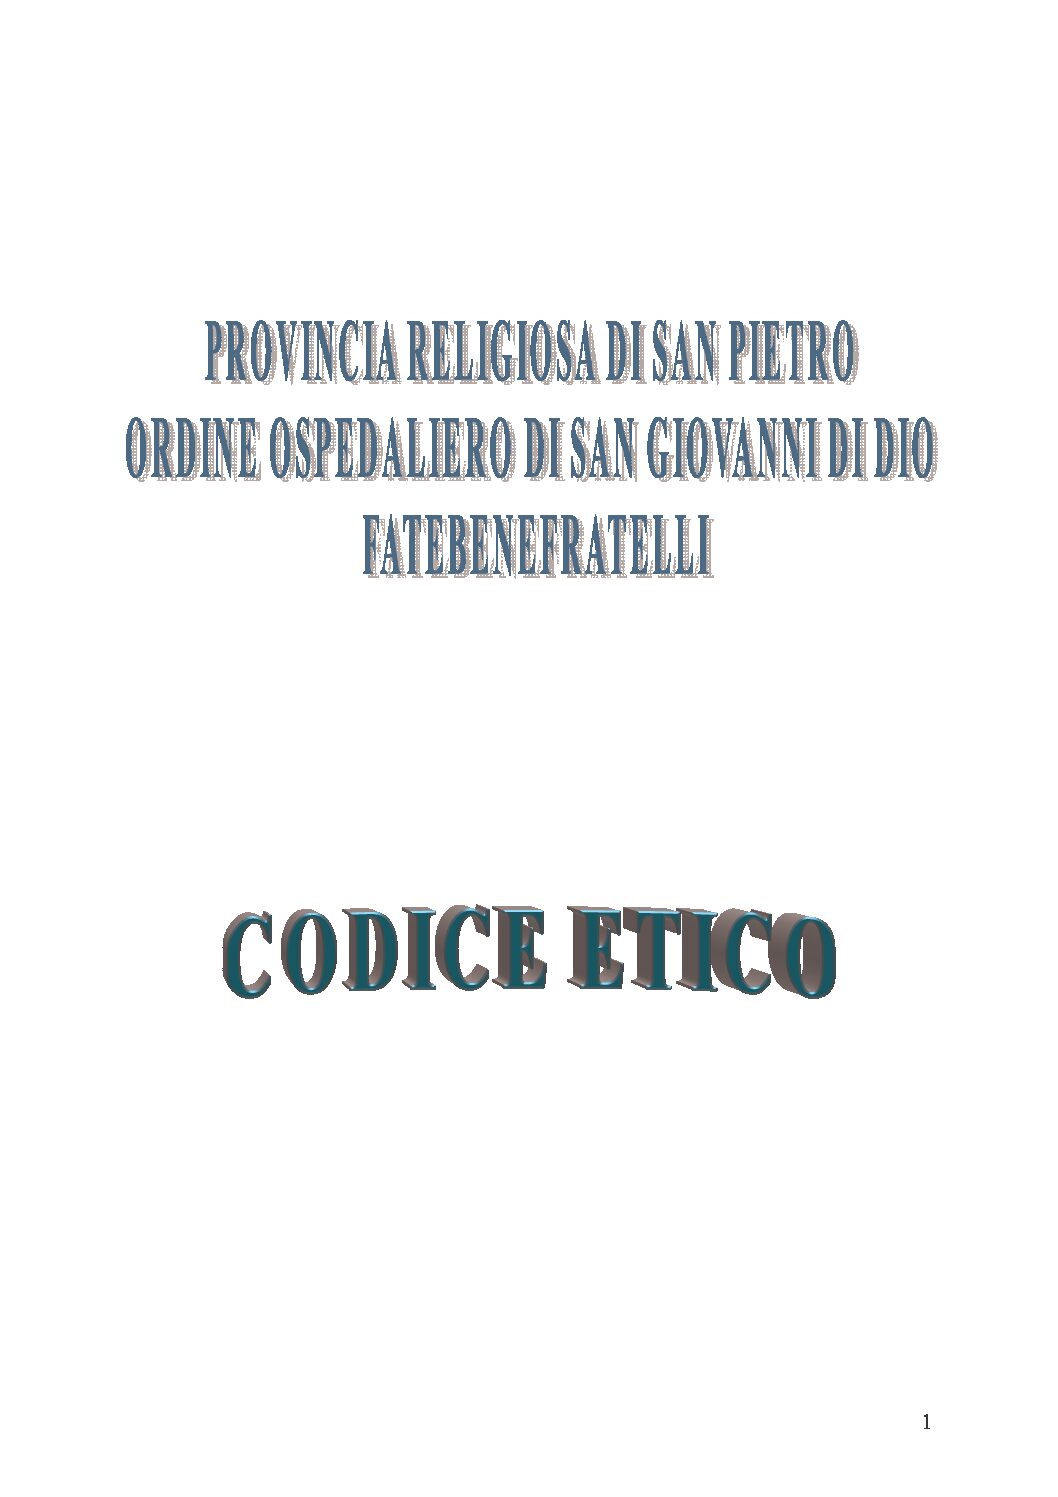 PROVINCIA RELIGIOSA DI SAN PIETRO
ORDINE OSPEDALIERO DI SAN GIOVANNI DI DIO
FATEBENEFRATELLI
CODICE ETICO
1